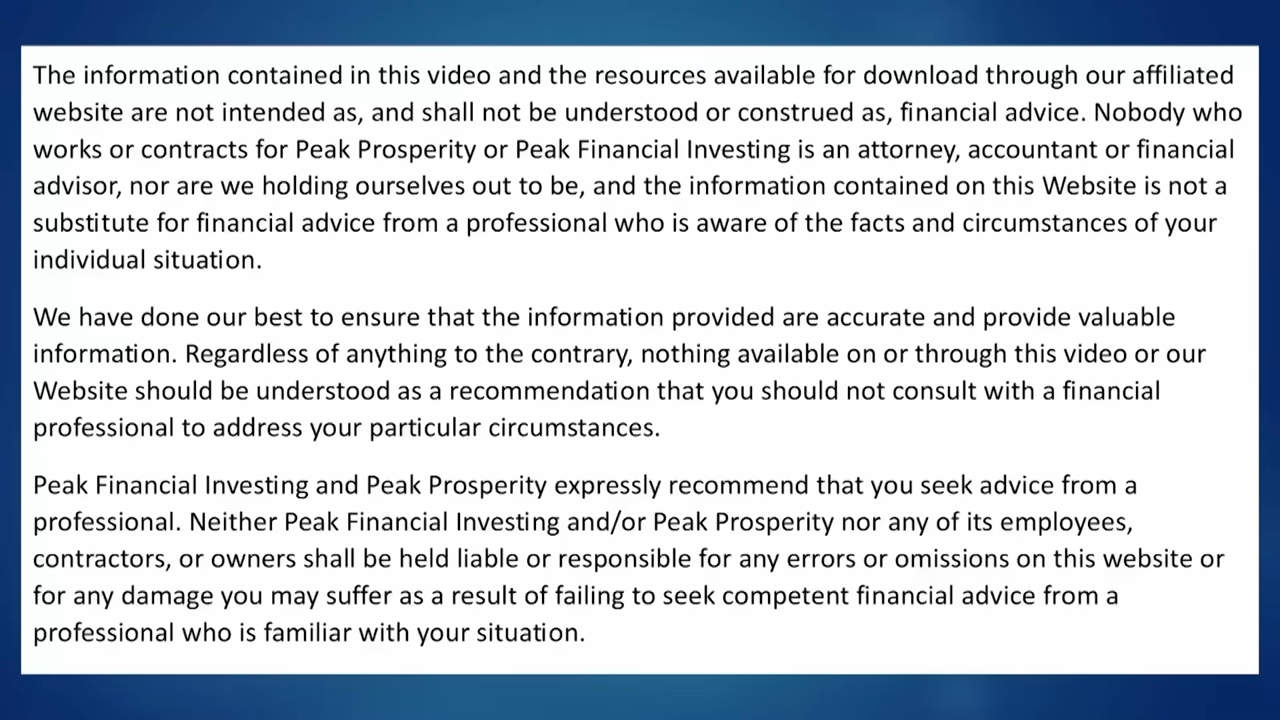 The information contained in this video and the resources available for download through our affiliated
website are not intended as, and shall not be understood or construed as, financial advice. Nobody who
works or contracts for Peak Prosperity or Peak Financial Investing is an attorney, accountant or financial
advisor, nor are we holding ourselves out to be, and the information contained on this Website is not a
substitute for financial advice from a professional who is aware of the facts and circumstances of your
individual situation.
We have done our best to ensure that the information provided are accurate and provide valuable
information. Regardless of anything to the contrary, nothing available on or through this video or our
Website should be understood as a recommendation that you should not consult with a financial
professional to address your particular circumstances.
Peak Financial Investing and Peak Prosperity expressly recommend that you seek advice from a
professional. Neither Peak Financial Investing and/or Peak Prosperity nor any of its employees,
contractors, or owners shall be held liable or responsible for any errors or omissions on this website or
for any damage you may suffer as a result of failing to seek competent financial advice from a
professional who is familiar with your situation.